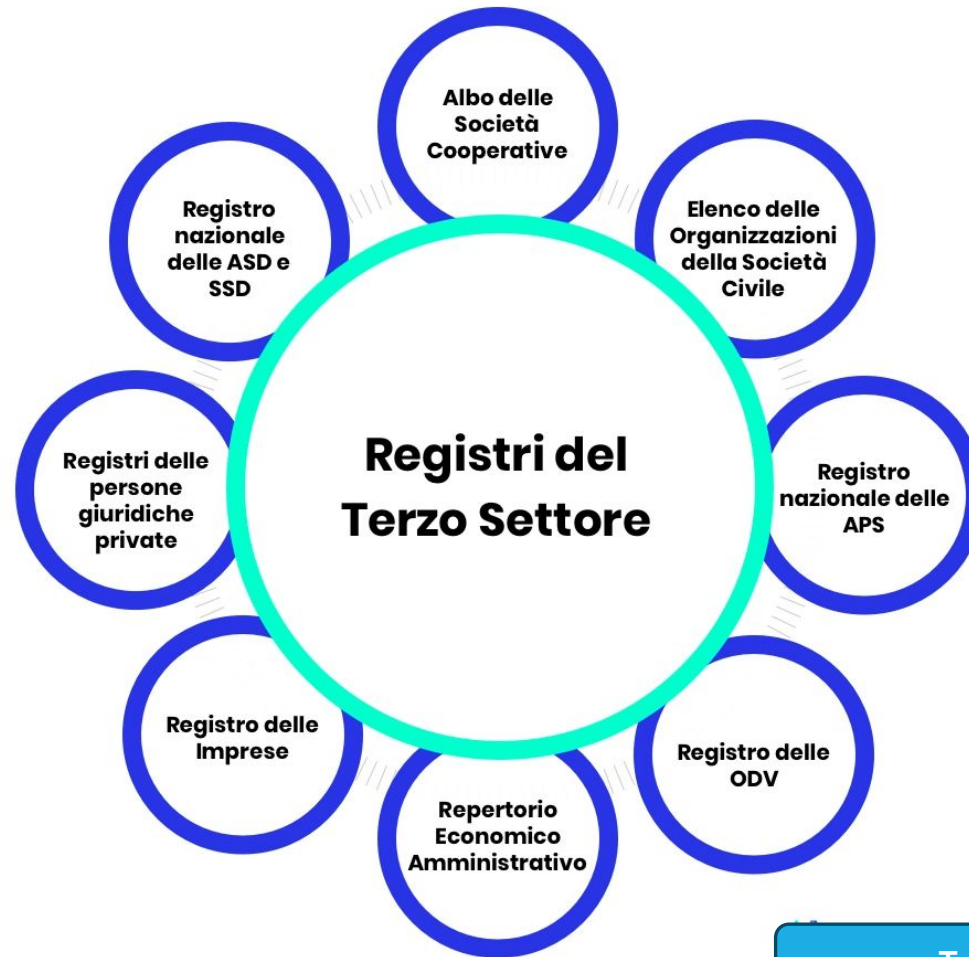 Albo delle
Società
Cooperative
Registro
nazionale
delle ASD e
SSD
Elenco delle
Organizzazioni
della Società
Civile
Registri del
Terzo Settore
Registri delle
persone
giuridiche
private
Registro
nazionale delle
APS
Registro delle
Imprese
Registro delle
ODV
Repertorio
Economico
Amministrativo